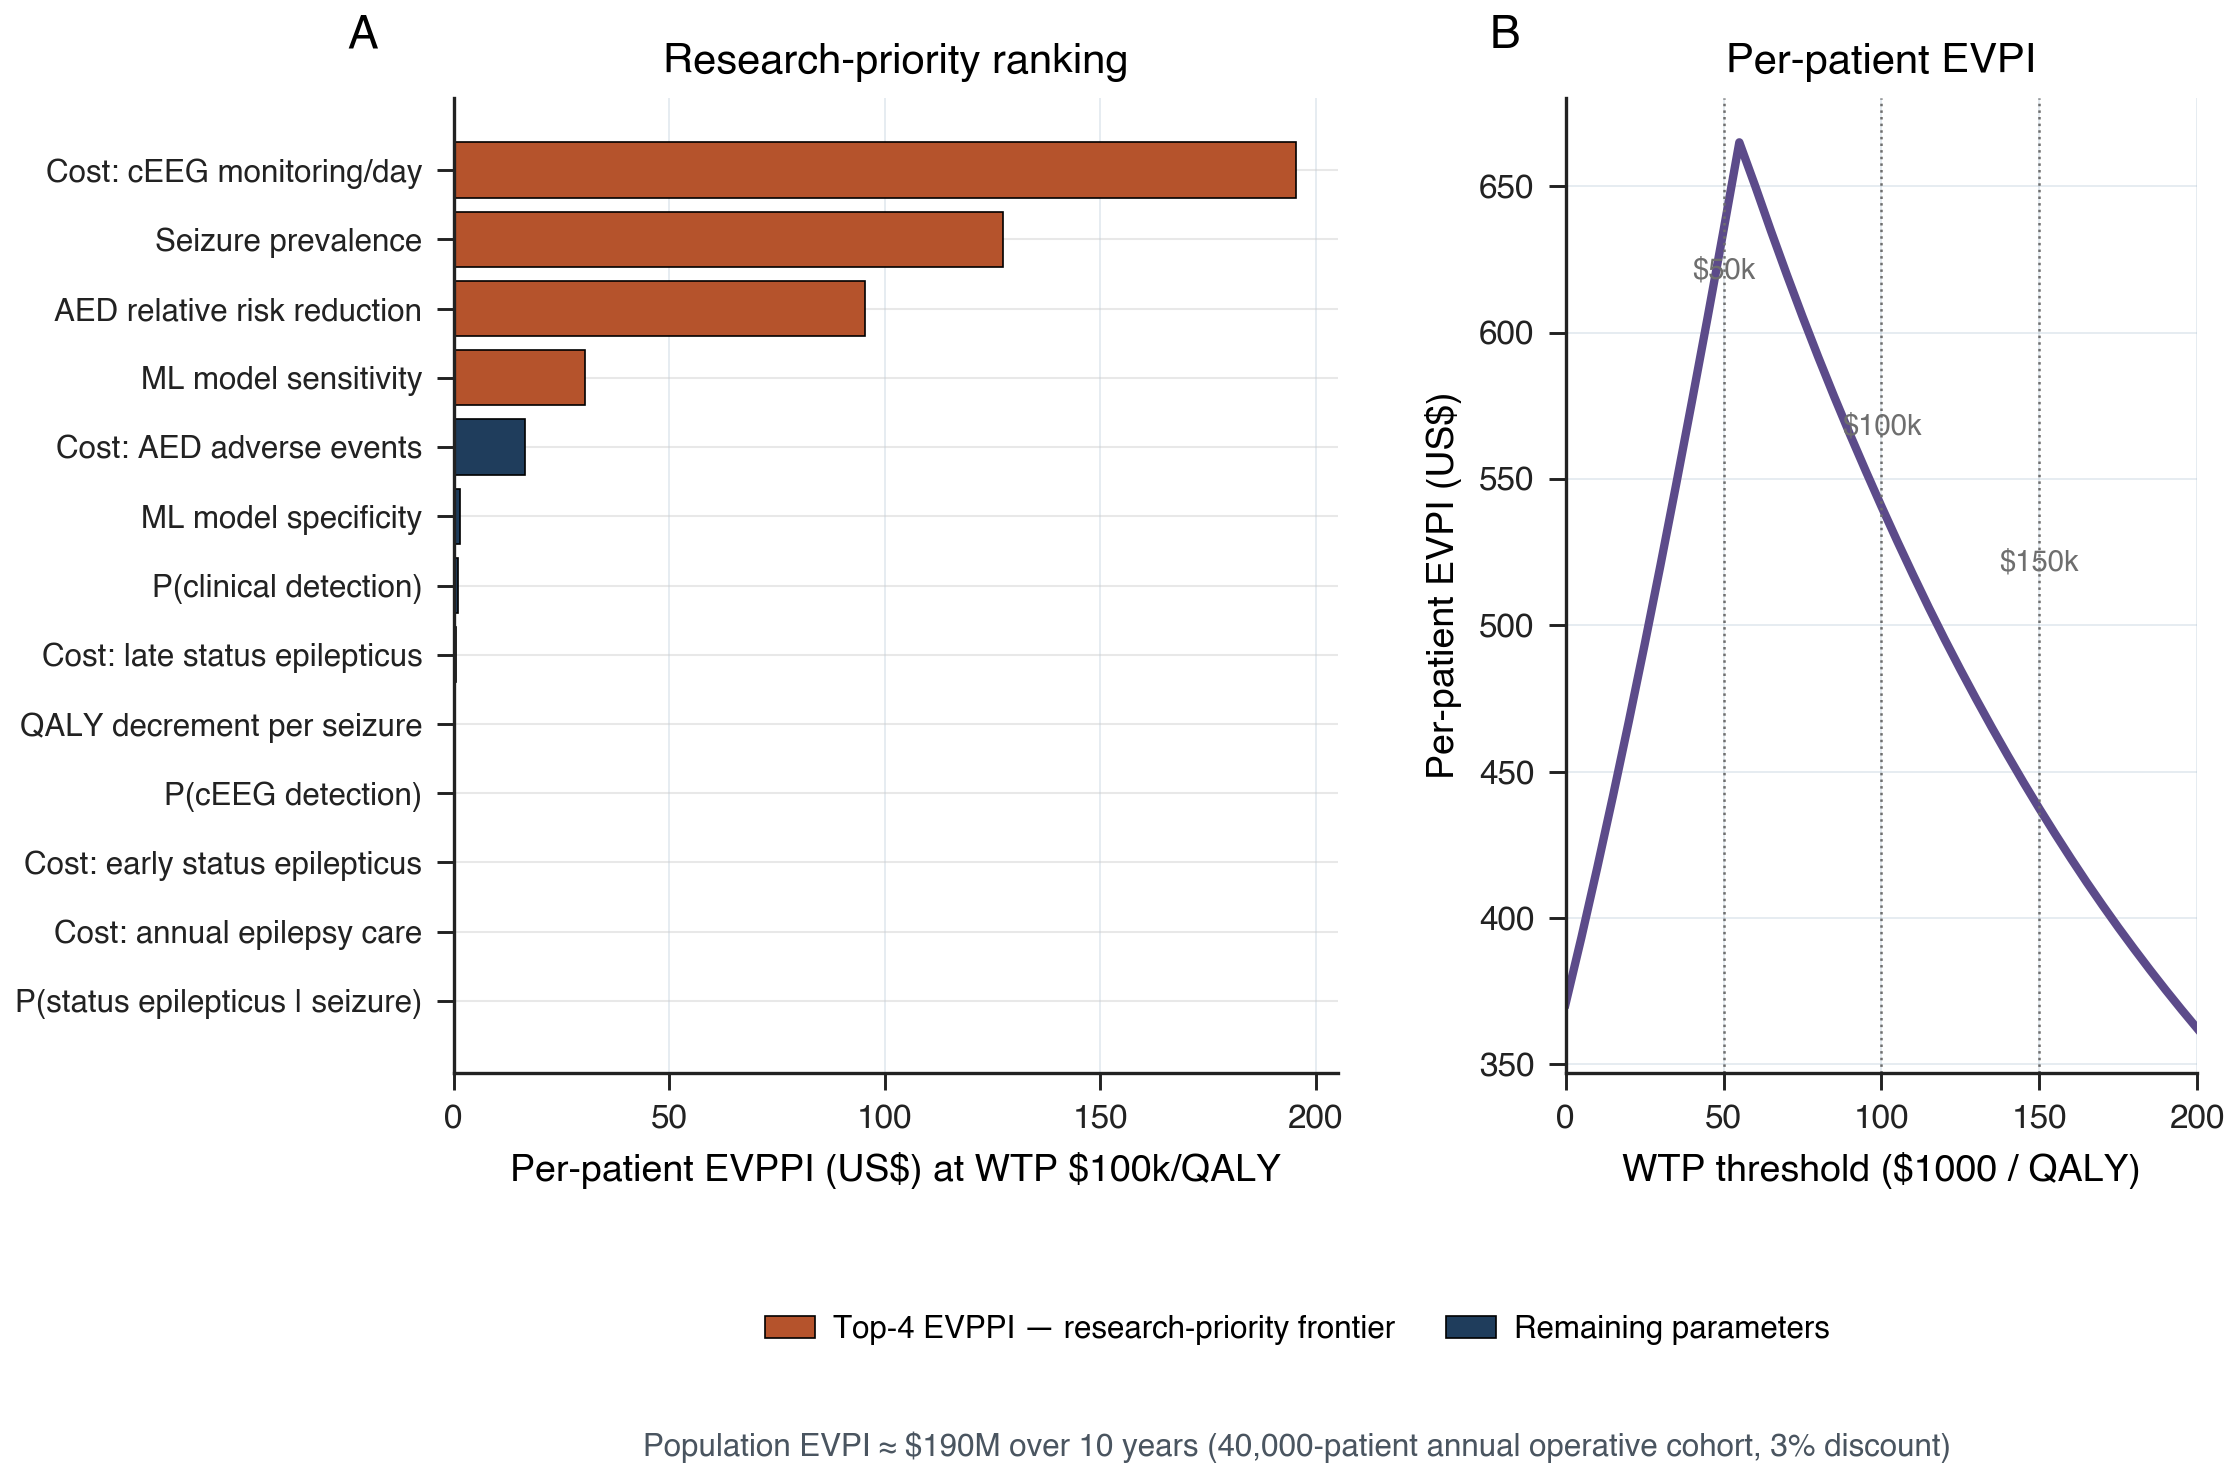 A
Research-priority ranking
Cost: cEEG monitoring/day
Seizure prevalence
AED relative risk reduction
ML model sensitivity
Cost: AED adverse events
ML model specificity
P(clinical detection)
Cost: late status epilepticus
QALY decrement per seizure
P(cEEG detection)
Cost: early status epilepticus
Cost: annual epilepsy care
P(status epilepticus | seizure)
0 50 100 150 200
Per-patient EVPPI (US$) at WTP $100k/QALY
B
Per-patient EVPI
Per-patient EVPI (US$)
650
600
550
500
450
400
350
$50k
$100k
$150k
0 50 100 150 200
WTP threshold ($1000 / QALY)
Top-4 EVPPI — research-priority frontier
Remaining parameters
Population EVPI ≈ $190M over 10 years (40,000-patient annual operative cohort, 3% discount)